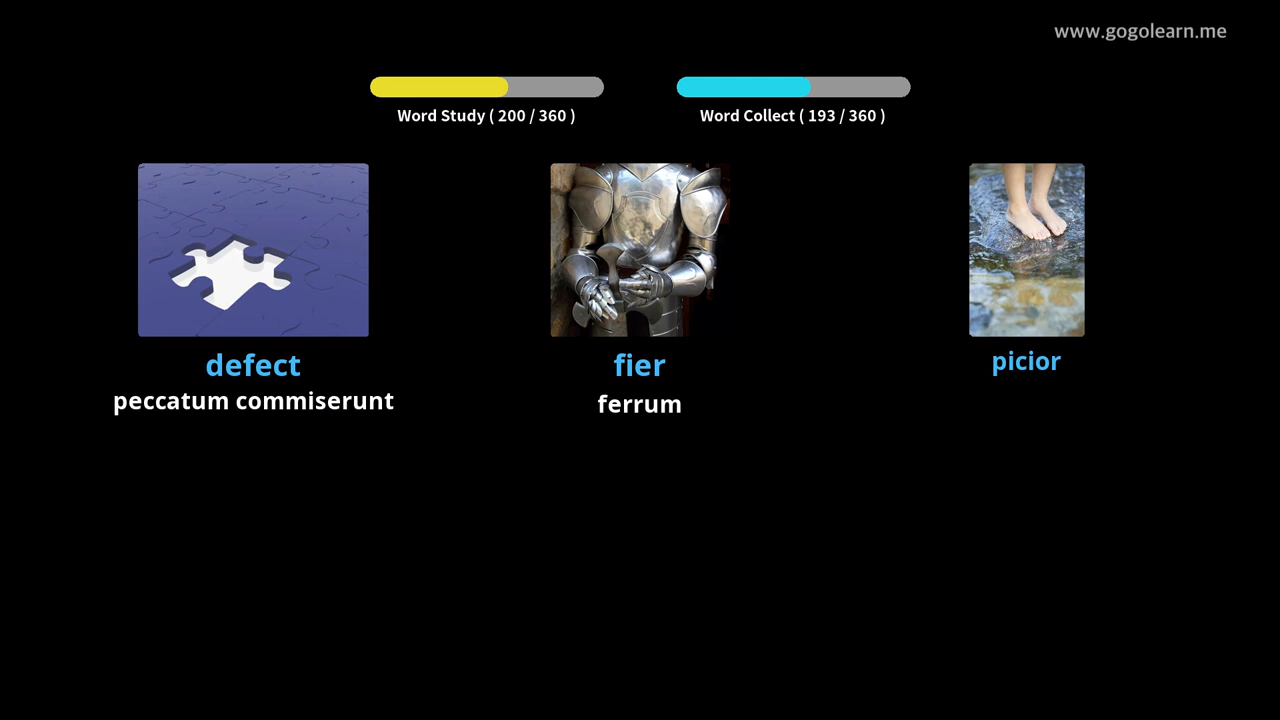 www.gogolearn.me
Word Study ( 200 / 360 )
Word Collect ( 193 / 360 )
defect
peccatum commiserunt
fier
ferrum
picior